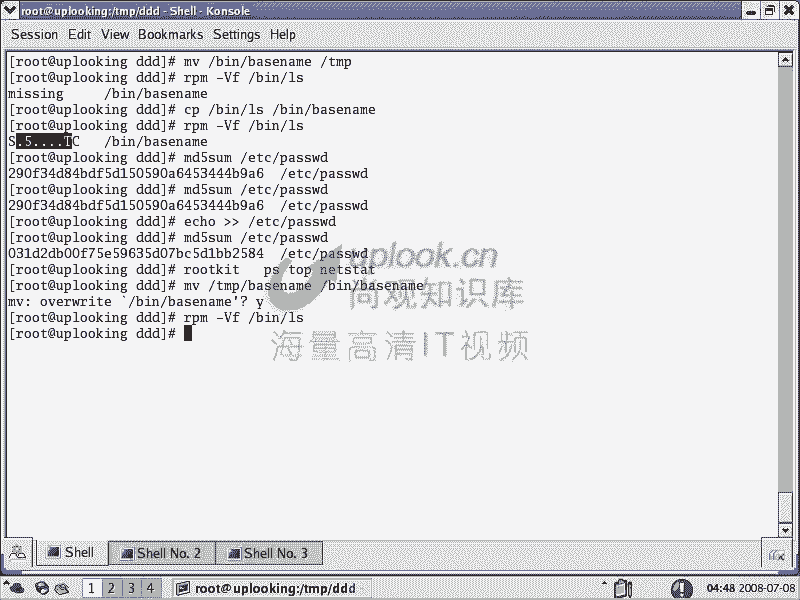 root@uplooking:/tmp/ddd - Shell - Konsole
Session Edit View Bookmarks Settings Help
[root@uplooking ddd]# mv /bin/basename /tmp
[root@uplooking ddd]# rpm -Vf /bin/ls
missing     /bin/basename
[root@uplooking ddd]# cp /bin/ls /bin/basename
[root@uplooking ddd]# rpm -Vf /bin/ls
S.5....TC   /bin/basename
[root@uplooking ddd]# md5sum /etc/passwd
290f34d84bdf5d150590a6453444b9a6  /etc/passwd
[root@uplooking ddd]# md5sum /etc/passwd
290f34d84bdf5d150590a6453444b9a6  /etc/passwd
[root@uplooking ddd]# echo >> /etc/passwd
[root@uplooking ddd]# md5sum /etc/passwd
031d2db00f75e59635d07bc5d1bb2584  /etc/passwd
[root@uplooking ddd]# rootkit   ps top netstat
[root@uplooking ddd]# mv /tmp/basename /bin/basename
mv: overwrite `/bin/basename'? y
[root@uplooking ddd]# rpm -Vf /bin/ls
[root@uplooking ddd]#
uplook.cn
尚观知识库
海量高清IT视频
Shell Shell No. 2 Shell No. 3
1 2 3 4 root@uplooking:/tmp/ddd 04:48 2008-07-08